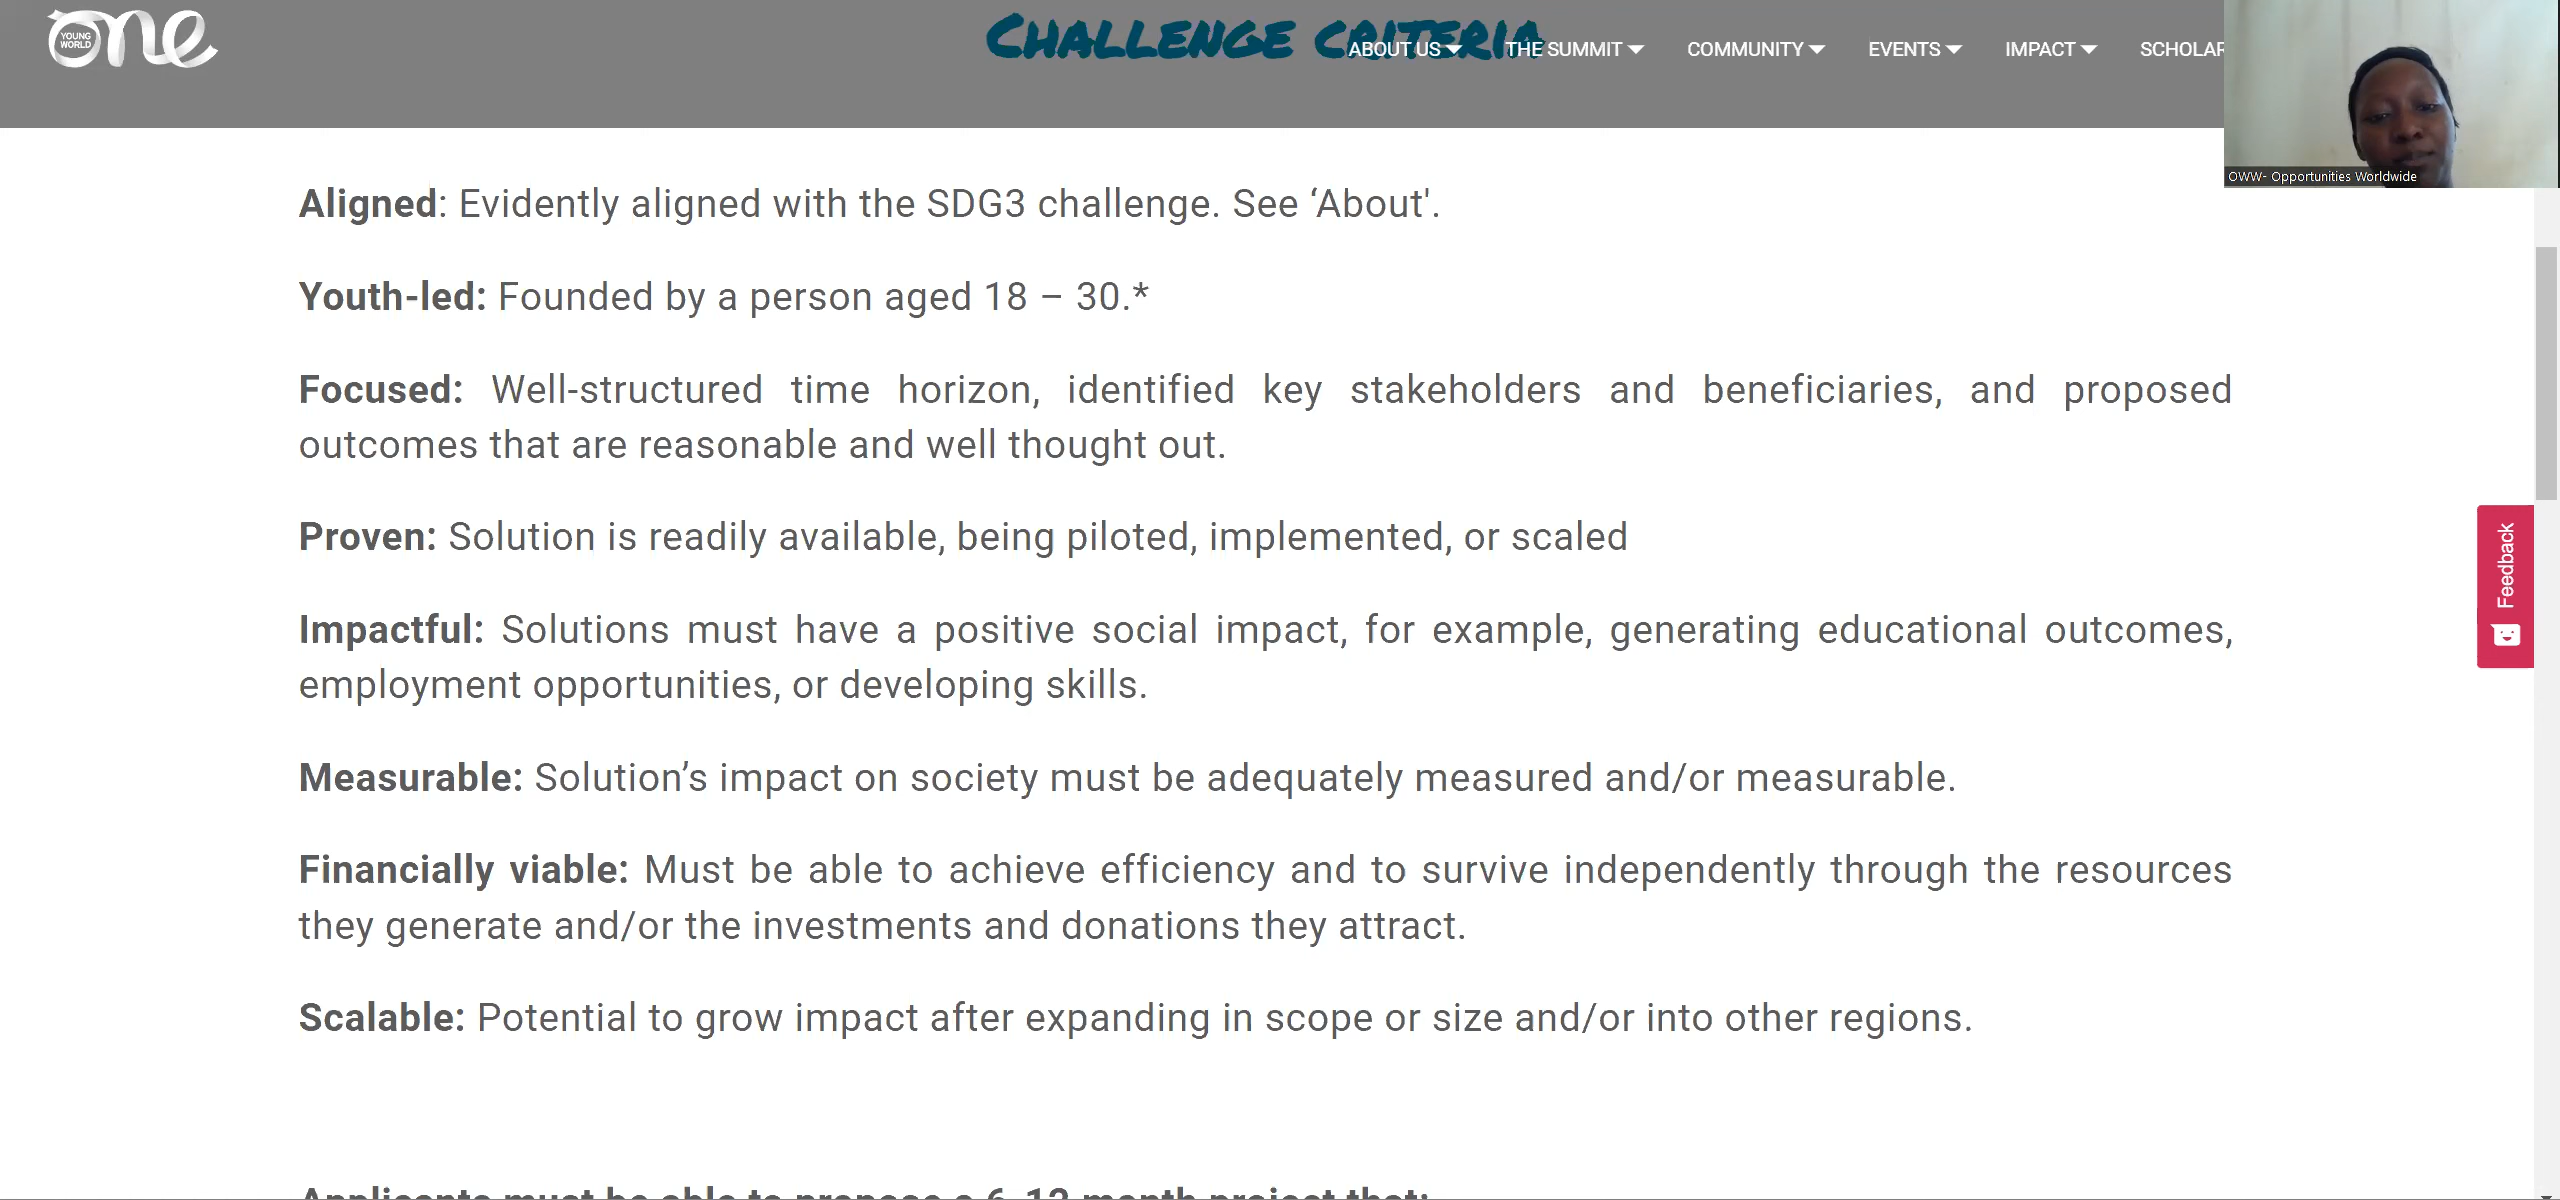 YOUNG
WORLD
one
CHALLENGE CRITERIA
ABOUT US THE SUMMIT COMMUNITY EVENTS IMPACT SCHOLAR
OWW- Opportunities Worldwide
Aligned: Evidently aligned with the SDG3 challenge. See ‘About'.
Youth-led: Founded by a person aged 18 – 30.*
Focused: Well-structured time horizon, identified key stakeholders and beneficiaries, and proposed
outcomes that are reasonable and well thought out.
Proven: Solution is readily available, being piloted, implemented, or scaled
Impactful: Solutions must have a positive social impact, for example, generating educational outcomes,
employment opportunities, or developing skills.
Measurable: Solution’s impact on society must be adequately measured and/or measurable.
Financially viable: Must be able to achieve efficiency and to survive independently through the resources
they generate and/or the investments and donations they attract.
Scalable: Potential to grow impact after expanding in scope or size and/or into other regions.
Feedback
Applicants must be able to propose a 6-12 month project that: